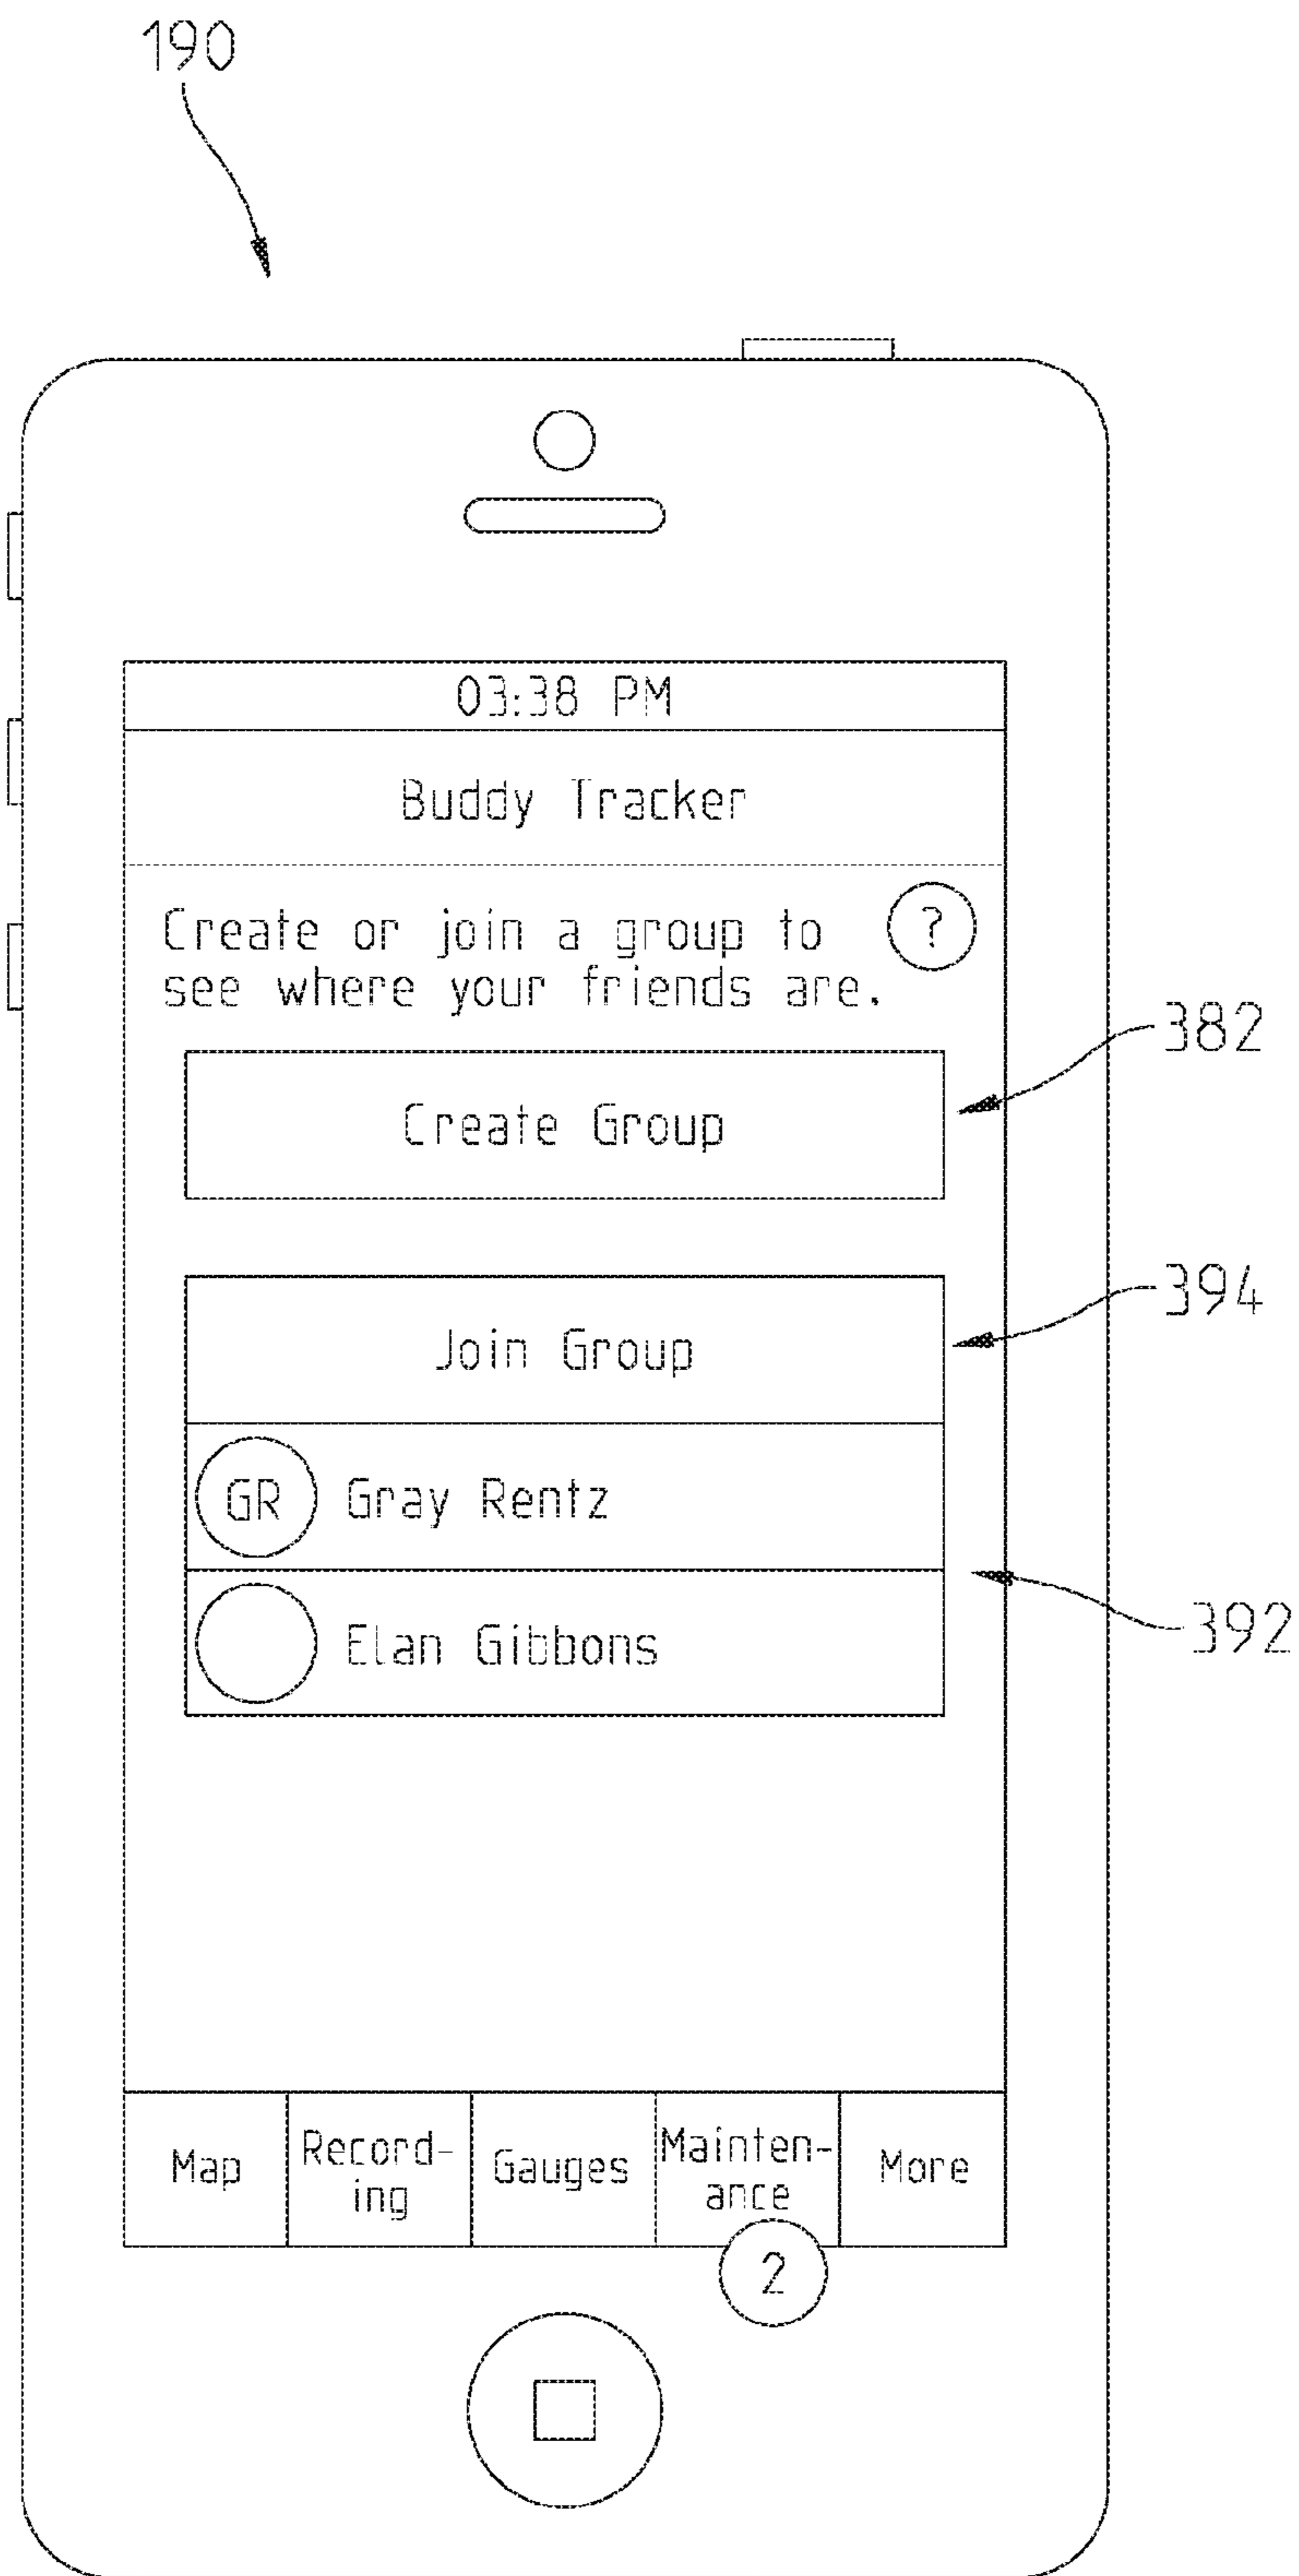 190
03:38 PM
Buddy Tracker
Create or join a group to
see where your friends are.
?
382
Create Group
394
Join Group
GR Gray Rentz
392
Elan Gibbons
Map
Record-
ing
Gauges
Mainten-
ance
More
2